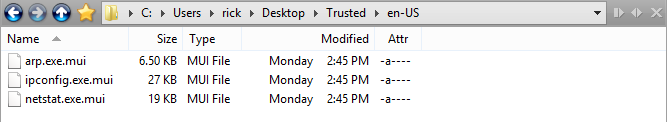 C: Users rick Desktop Trusted en-US
Name Size Type Modified Attr
arp.exe.mui 6.50 KB MUI File Monday 2:45 PM -a----
ipconfig.exe.mui 27 KB MUI File Monday 2:45 PM -a----
netstat.exe.mui 19 KB MUI File Monday 2:45 PM -a----